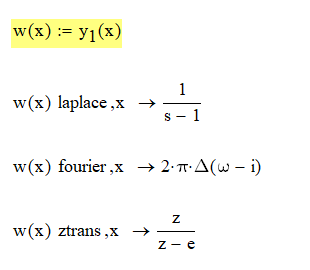 w(x) := y₁(x)
w(x) laplace ,x → 1/(s − 1)
w(x) fourier ,x → 2·π·Δ(ω − i)
w(x) ztrans ,x → z/(z − e)